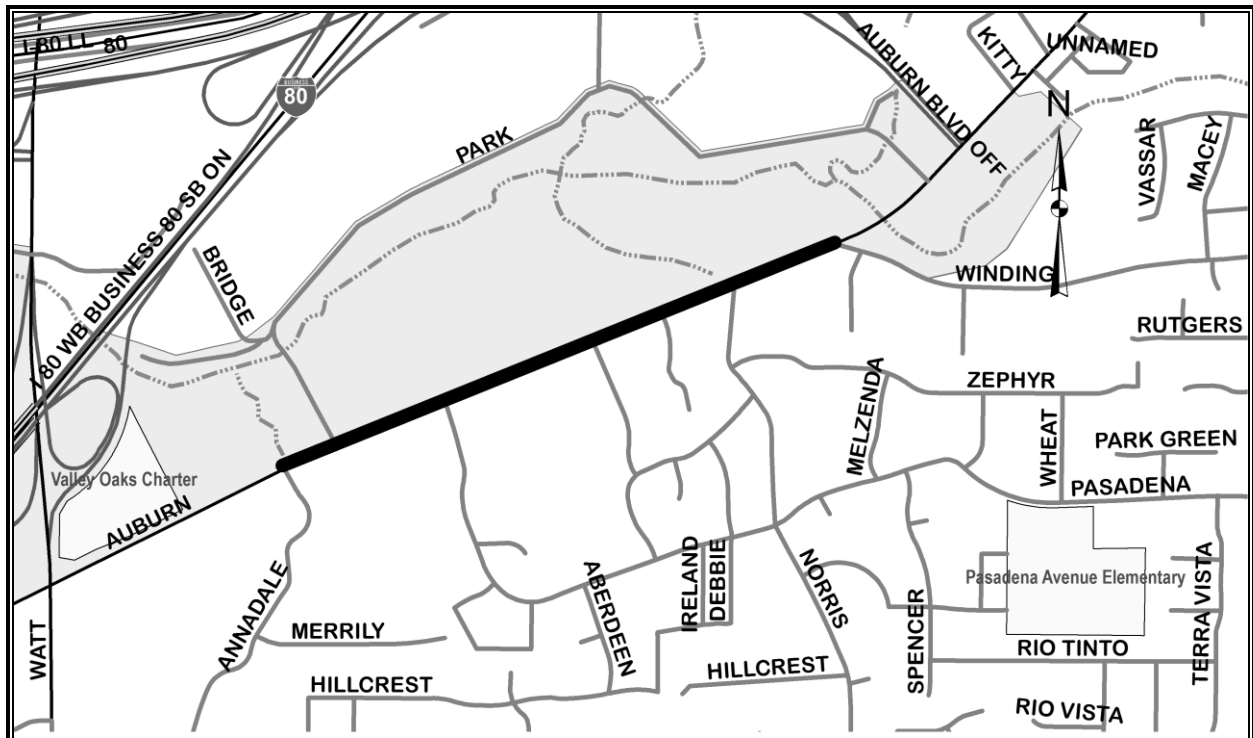 I-80 LL 80
BUSINESS
80
AUBURN BLVD OFF
KITTY
UNNAMED
N
VASSAR
MACEY
PARK
I 80 WB BUSINESS 80 SB ON
BRIDGE
WINDING
RUTGERS
ZEPHYR
MELZENDA
WHEAT
PARK GREEN
PASADENA
Valley Oaks Charter
AUBURN
ANNADALE
MERRILY
ABERDEEN
IRELAND
DEBBIE
NORRIS
SPENCER
Pasadena Avenue Elementary
TERRA VISTA
RIO TINTO
WATT
HILLCREST
HILLCREST
RIO VISTA